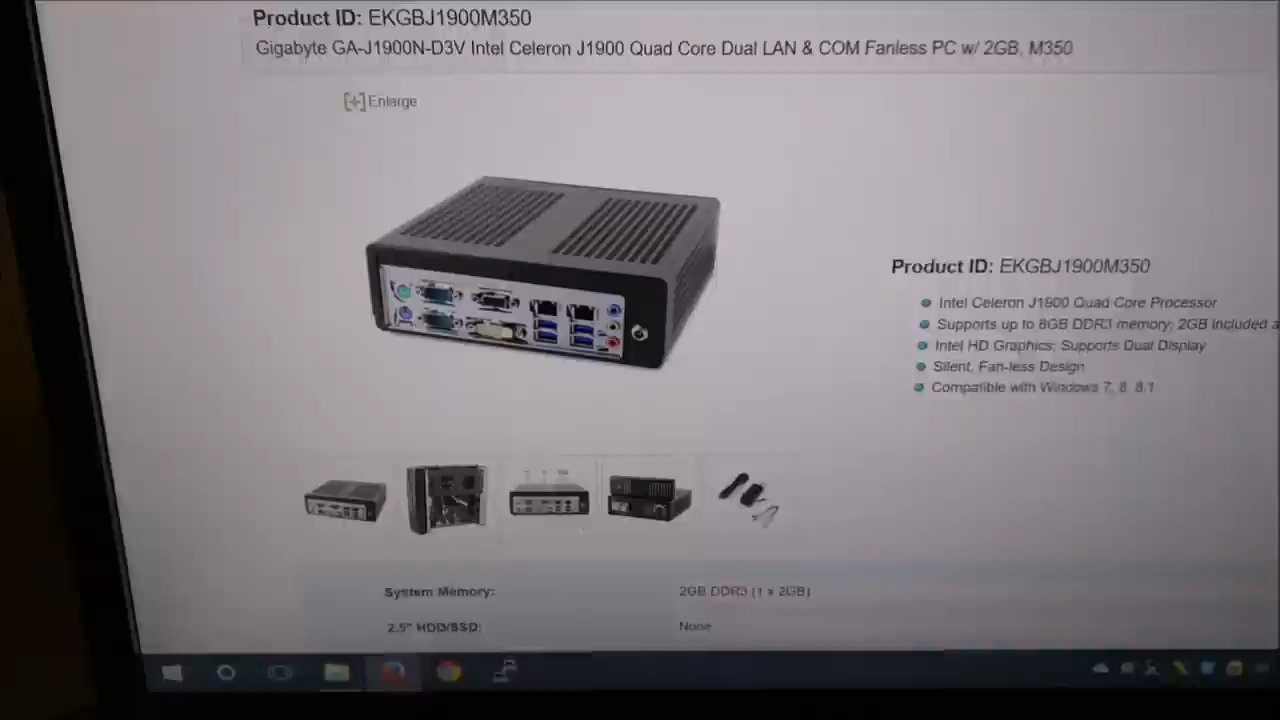 Product ID: EKGBJ1900M350
Gigabyte GA-J1900N-D3V Intel Celeron J1900 Quad Core Dual LAN & COM Fanless PC w/ 2GB, M350
[+] Enlarge
Product ID: EKGBJ1900M350
Intel Celeron J1900 Quad Core Processor
Supports up to 8GB DDR3 memory; 2GB included a
Intel HD Graphics; Supports Dual Display
Silent, Fan-less Design
Compatible with Windows 7, 8, 8.1
System Memory: 2GB DDR3 (1 x 2GB)
2.5" HDD/SSD: None